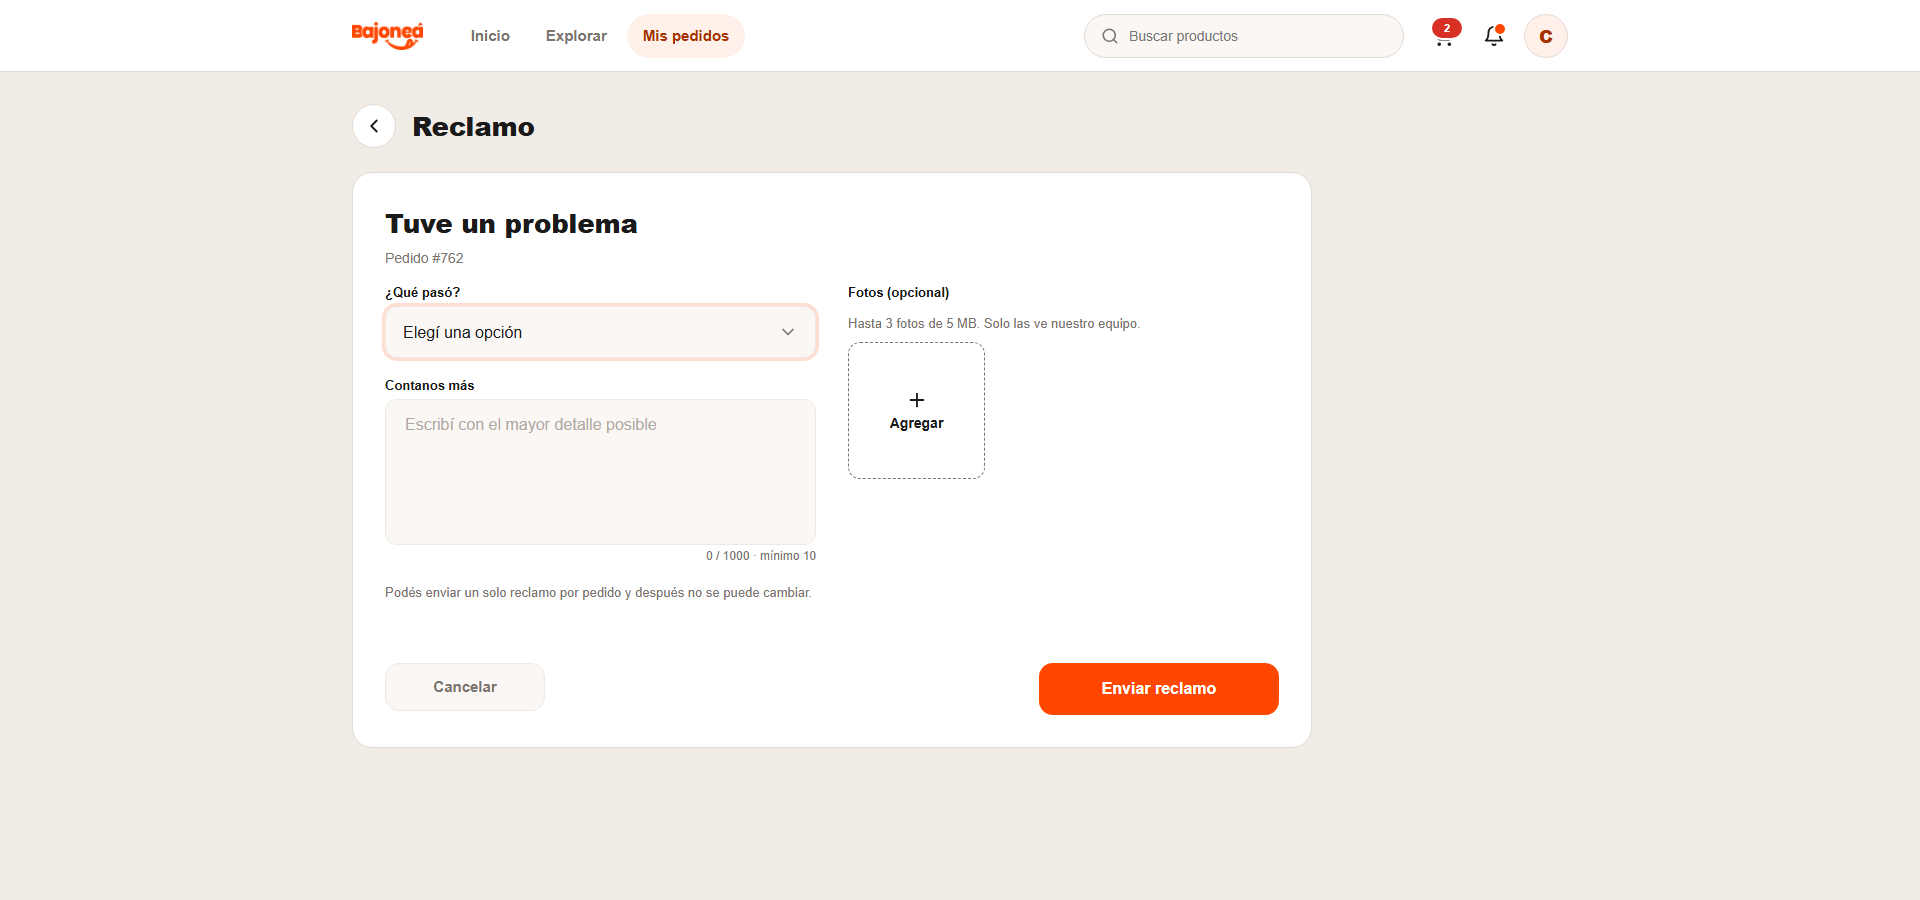 Bajoneá
Inicio
Explorar
Mis pedidos
Buscar productos
2
C
Reclamo
Tuve un problema
Pedido #762
¿Qué pasó?
Elegí una opción
Contanos más
Escribí con el mayor detalle posible
0 / 1000 · mínimo 10
Podés enviar un solo reclamo por pedido y después no se puede cambiar.
Fotos (opcional)
Hasta 3 fotos de 5 MB. Solo las ve nuestro equipo.
Agregar
Cancelar
Enviar reclamo